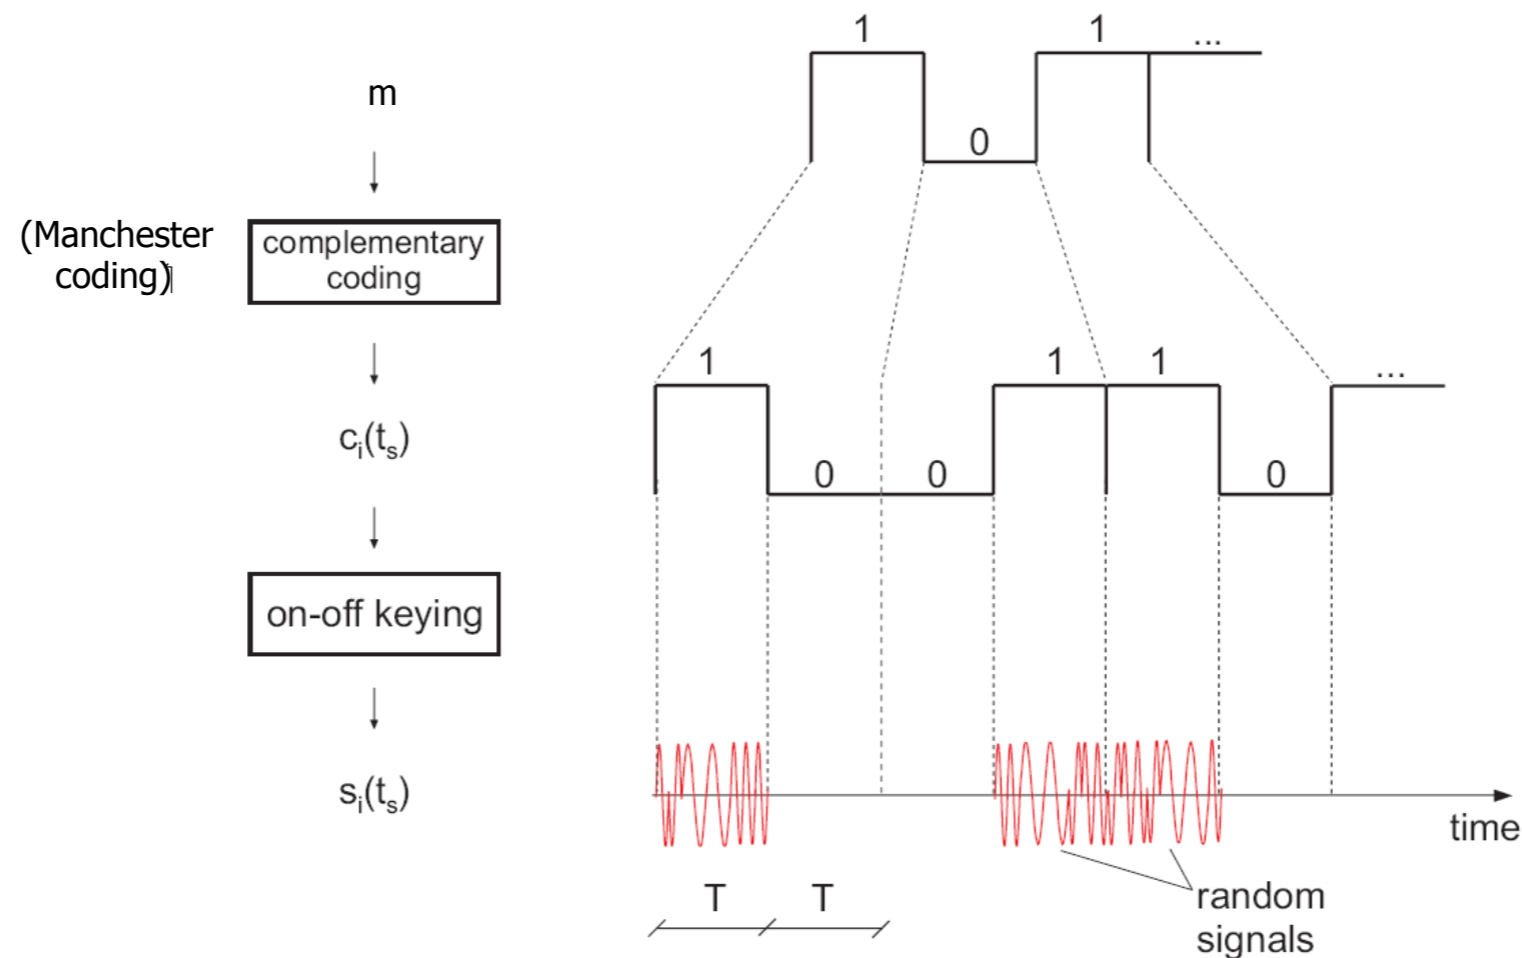 1
1
...
0
m
(Manchester
coding)
complementary
coding
1
1
1
...
0
0
0
c_i(t_s)
on-off keying
s_i(t_s)
time
T
T
random
signals